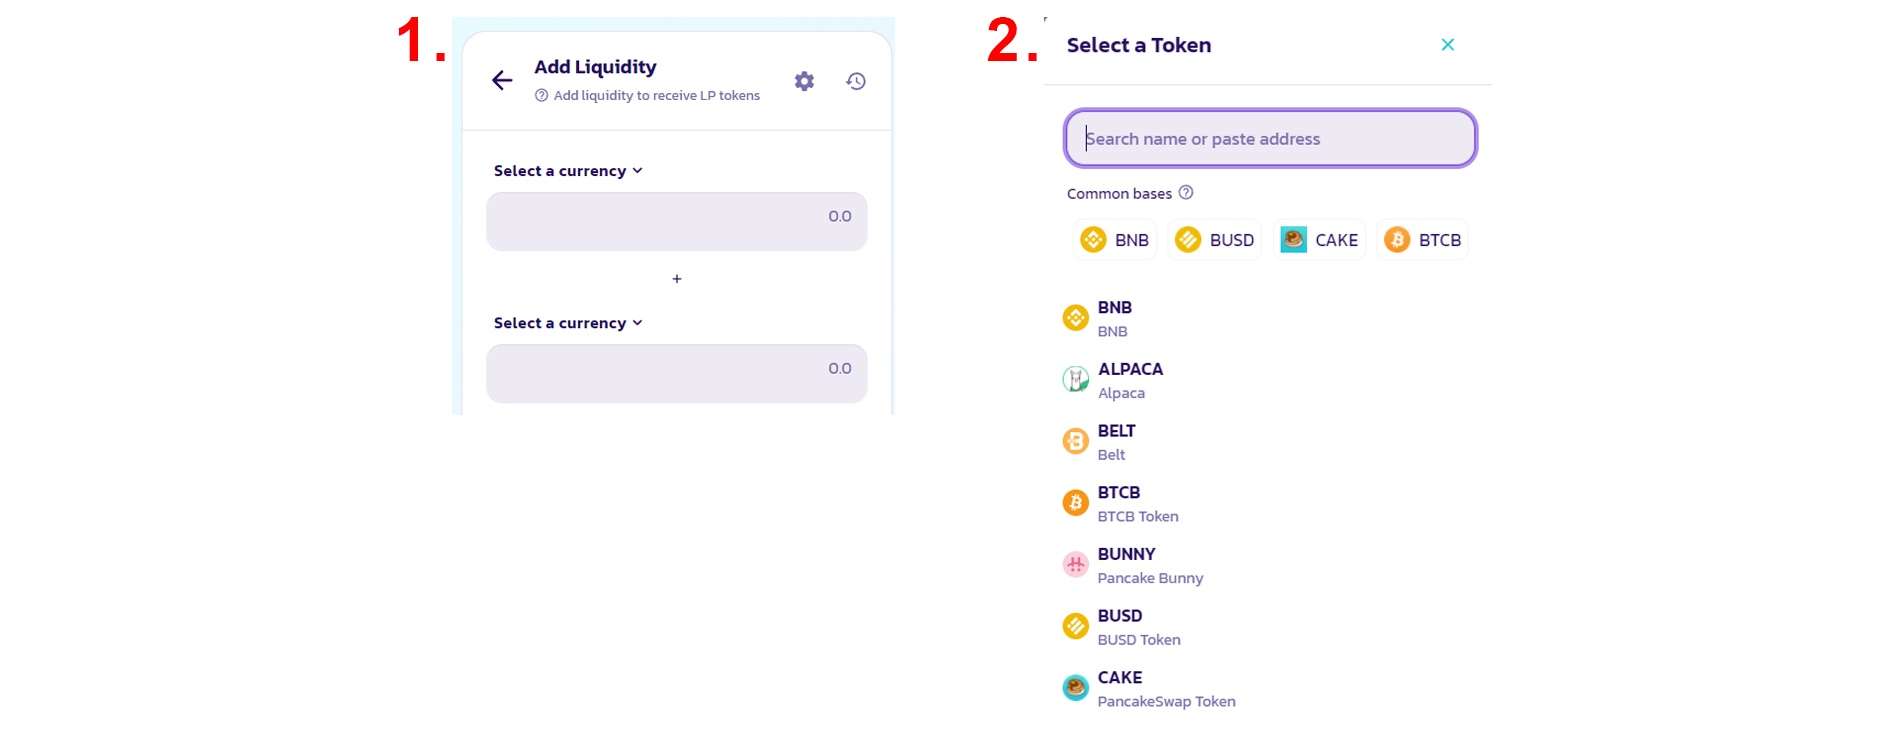 1.
Add Liquidity
Add liquidity to receive LP tokens
Select a currency
0.0
+
Select a currency
0.0
2.
Select a Token
Search name or paste address
Common bases
BNB BUSD CAKE BTCB
BNB
BNB
ALPACA
Alpaca
BELT
Belt
BTCB
BTCB Token
BUNNY
Pancake Bunny
BUSD
BUSD Token
CAKE
PancakeSwap Token